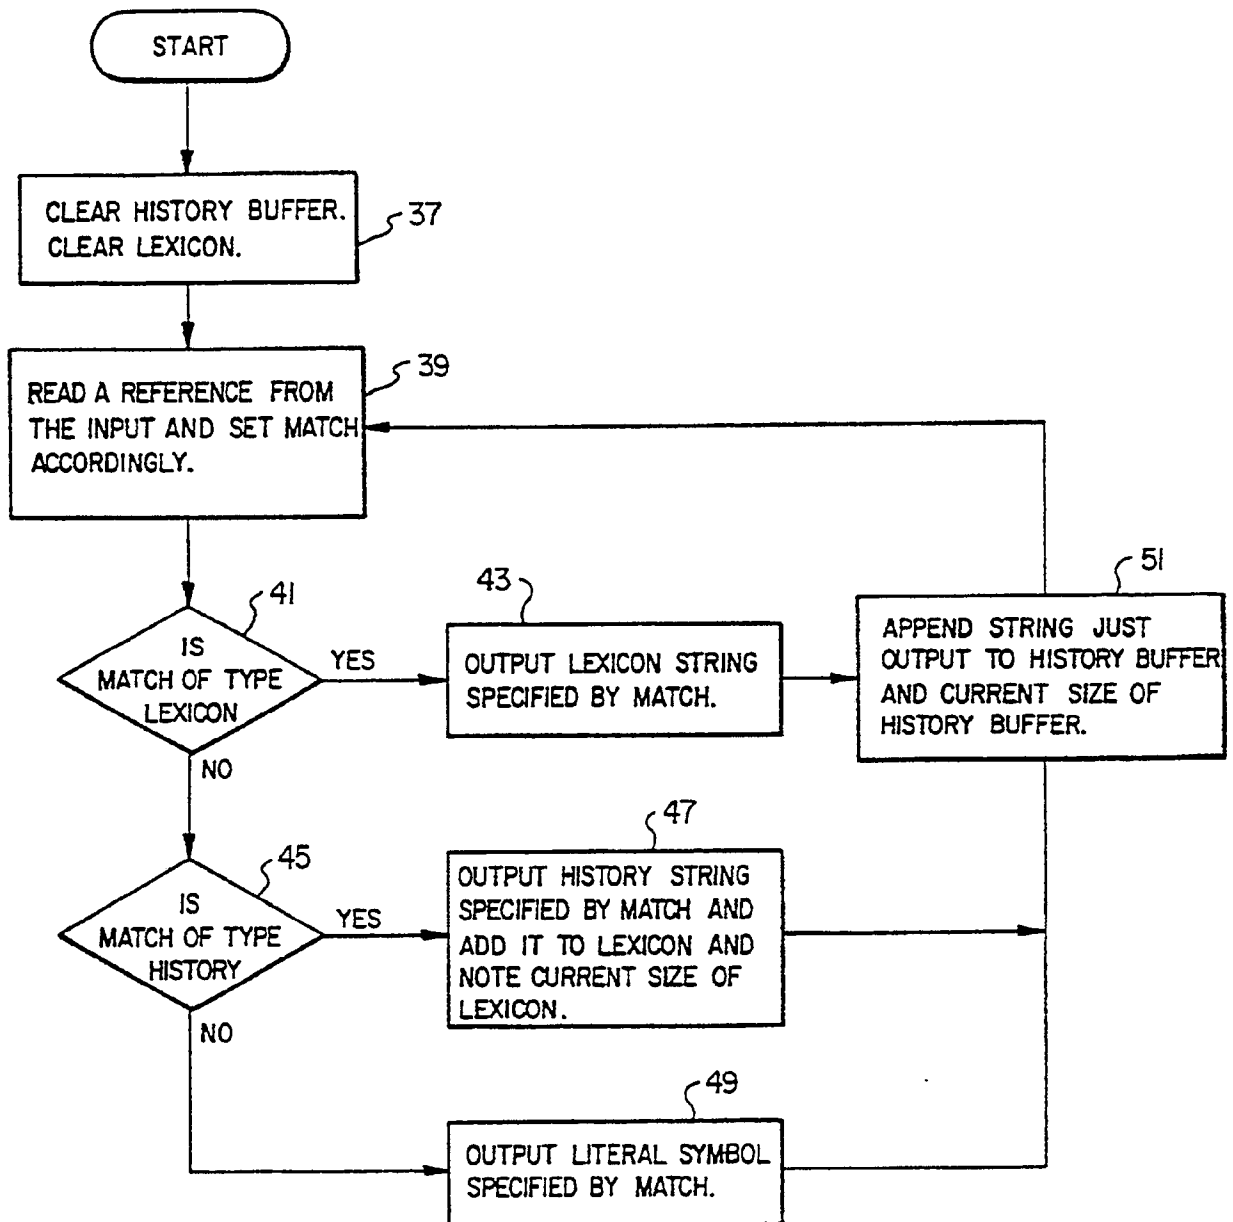 START
CLEAR HISTORY BUFFER.
CLEAR LEXICON.
37
READ A REFERENCE FROM
THE INPUT AND SET MATCH
ACCORDINGLY.
39
IS
MATCH OF TYPE
LEXICON
41
YES
NO
43
OUTPUT LEXICON STRING
SPECIFIED BY MATCH.
51
APPEND STRING JUST
OUTPUT TO HISTORY BUFFER
AND CURRENT SIZE OF
HISTORY BUFFER.
IS
MATCH OF TYPE
HISTORY
45
YES
NO
47
OUTPUT HISTORY STRING
SPECIFIED BY MATCH AND
ADD IT TO LEXICON AND
NOTE CURRENT SIZE OF
LEXICON.
49
OUTPUT LITERAL SYMBOL
SPECIFIED BY MATCH.